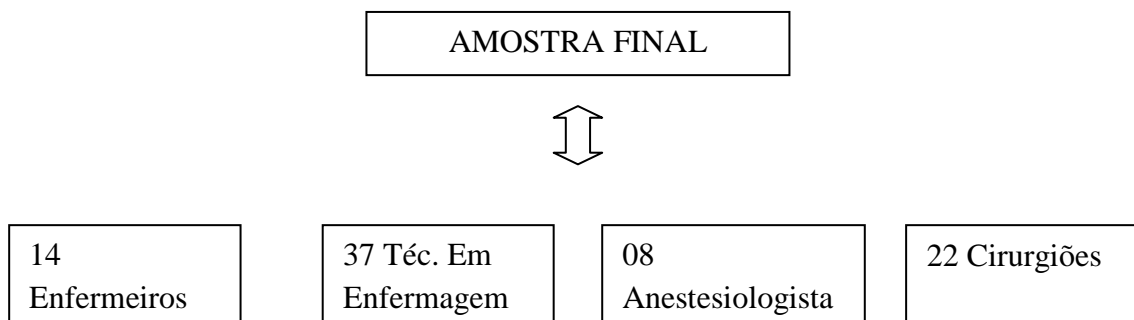 AMOSTRA FINAL
14
Enfermeiros
37 Téc. Em
Enfermagem
08
Anestesiologista
22 Cirurgiões